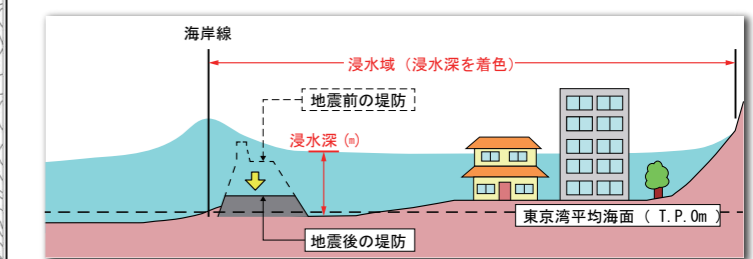 海岸線
浸水域（浸水深を着色）
地震前の堤防
浸水深（m）
東京湾平均海面（ T.P.0m ）
地震後の堤防